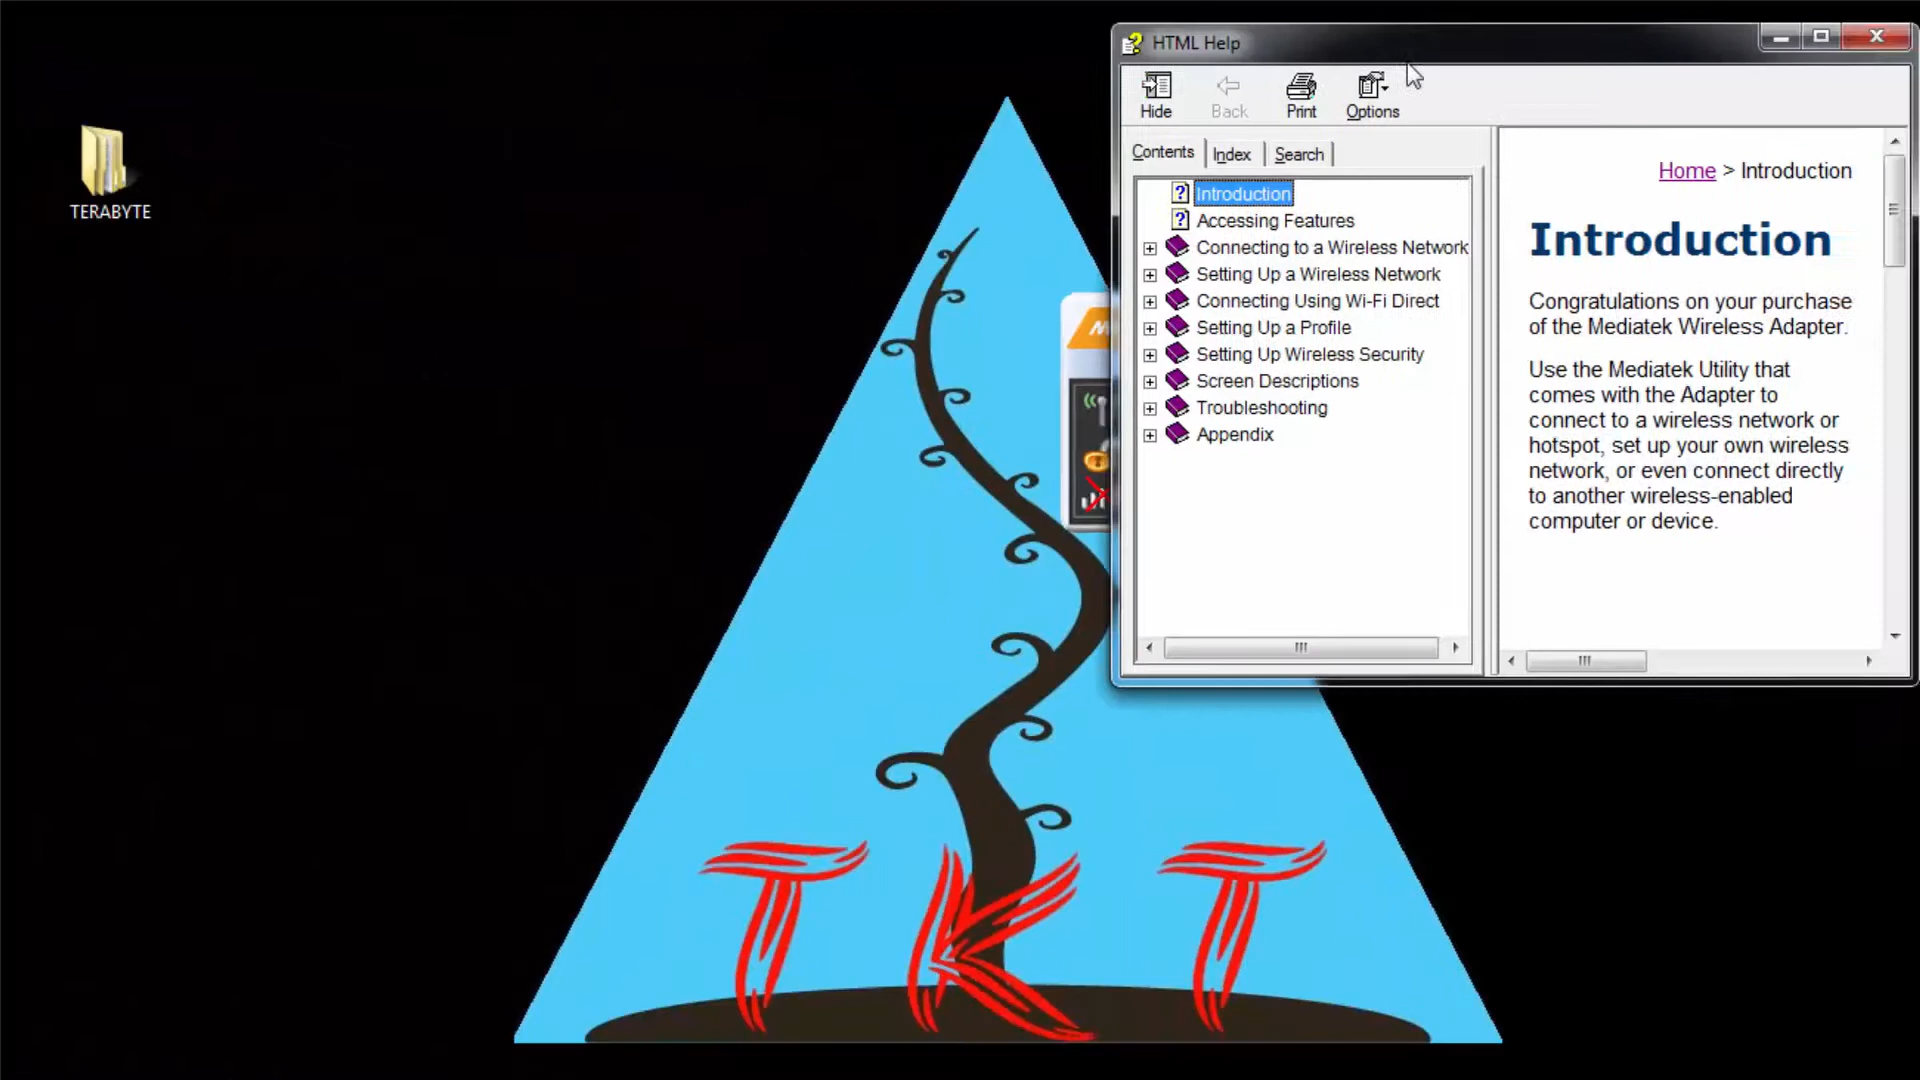 TERABYTE
HTML Help
Hide
Back
Print
Options
Contents
Index
Search
Introduction
Accessing Features
Connecting to a Wireless Network
Setting Up a Wireless Network
Connecting Using Wi-Fi Direct
Setting Up a Profile
Setting Up Wireless Security
Screen Descriptions
Troubleshooting
Appendix
Home > Introduction
Introduction
Congratulations on your purchase
of the Mediatek Wireless Adapter.
Use the Mediatek Utility that
comes with the Adapter to
connect to a wireless network or
hotspot, set up your own wireless
network, or even connect directly
to another wireless-enabled
computer or device.
T K T